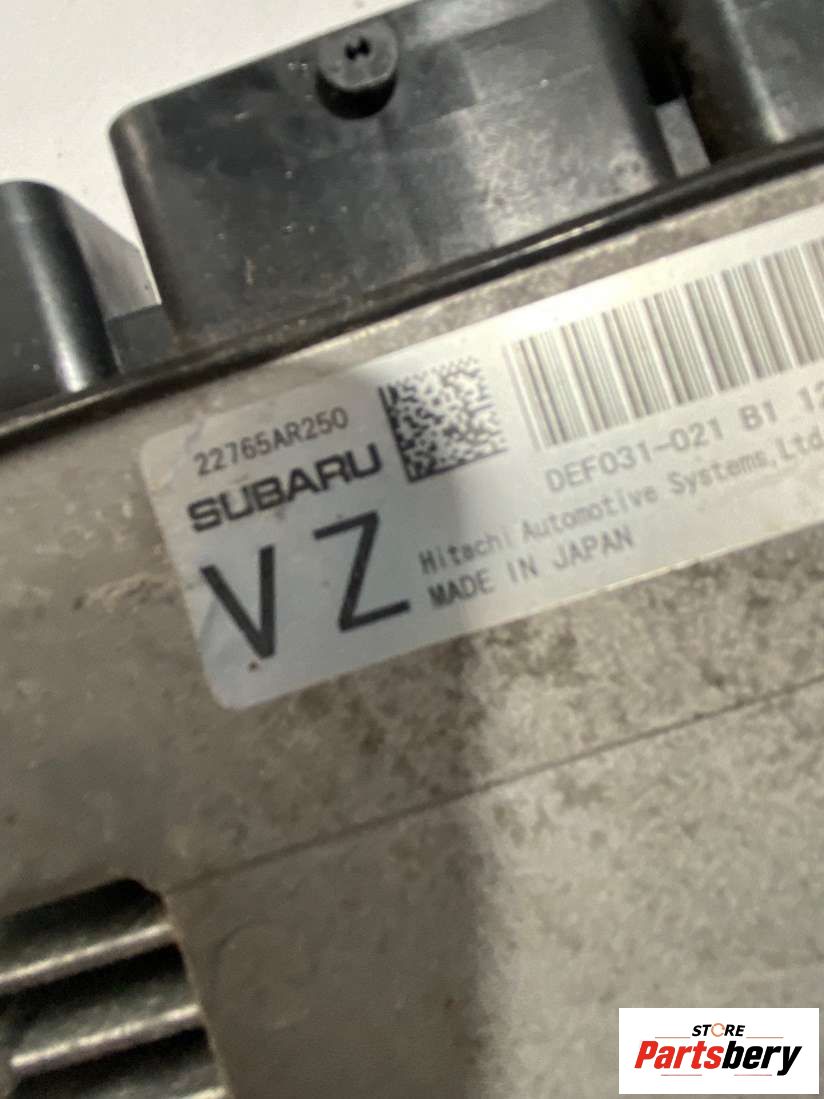 22765AR250
SUBARU
VZ
DEF031-021 B1 12
Hitachi Automotive Systems,Ltd.
MADE IN JAPAN
STORE
Partsbery